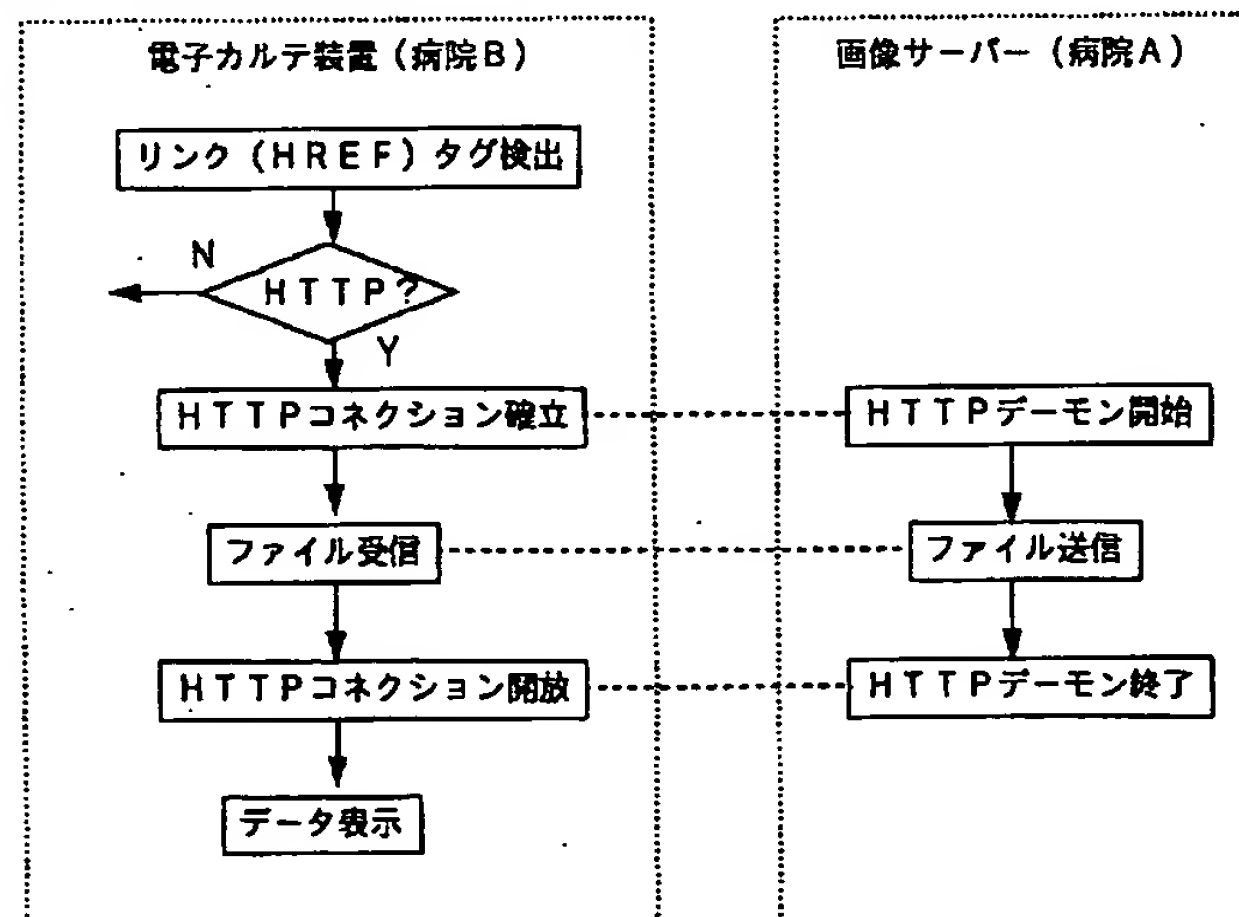 電子カルテ装置（病院B）
画像サーバー（病院A）
リンク（HREF）タグ検出
N
HTTP？
Y
HTTPコネクション確立
HTTPデーモン開始
ファイル受信
ファイル送信
HTTPコネクション開放
HTTPデーモン終了
データ表示